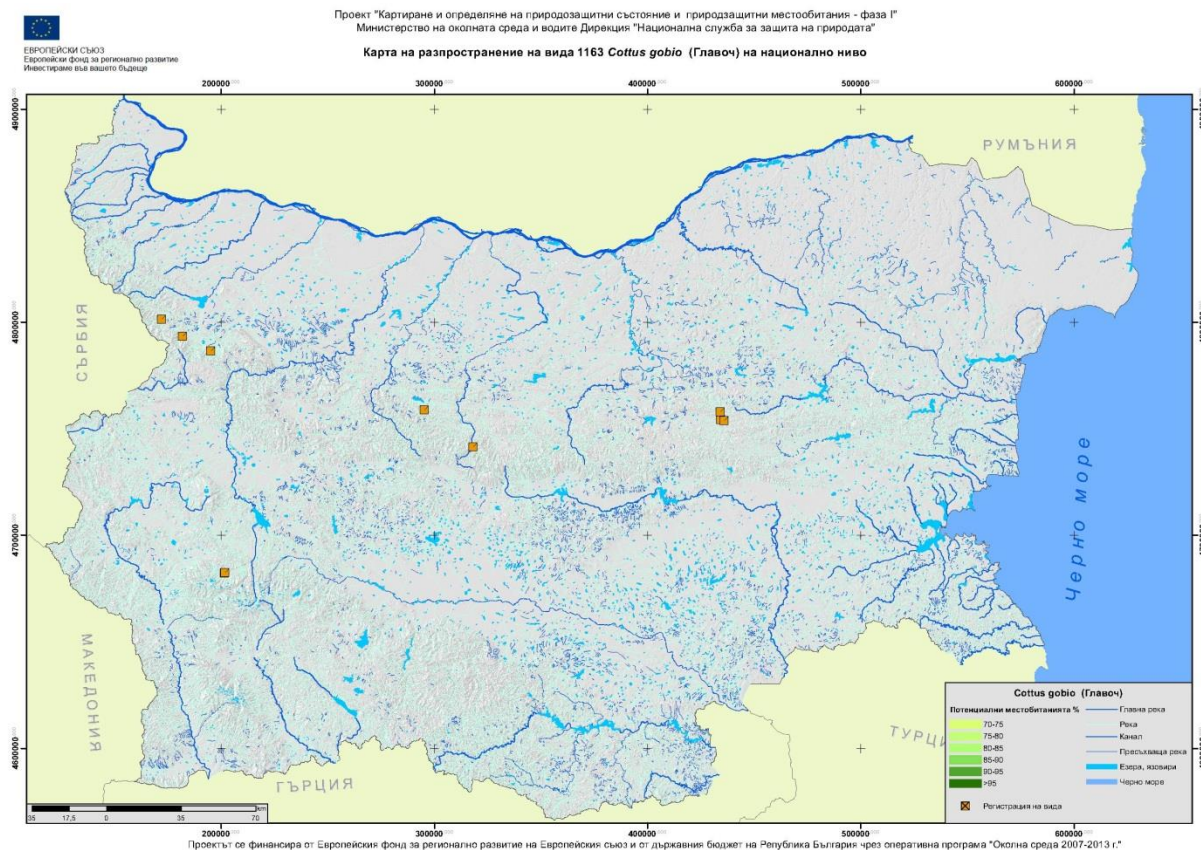 Проект "Картиране и определяне на природозащитни състояние и природзащитни местообитания - фаза I"
Министерство на околната среда и водите Дирекция "Национална служба за защита на природата"
Карта на разпространение на вида 1163 Cottus gobio (Главоч) на национално ниво
ЕВРОПЕЙСКИ СЪЮЗ
Европейски фонд за регионално развитие
Инвестираме във вашето бъдеще
200000 300000 400000 500000 600000
4900000
РУМЪНИЯ
4800000
СЪРБИЯ
Черно море
4700000
МАКЕДОНИЯ
ТУРЦИ
4600000
ГЪРЦИЯ
Cottus gobio (Главоч)
Потенциални местобитанията %
70-75
75-80
80-85
85-90
90-95
>95
Регистрация на вида
Главна река
Река
Канал
Пресъхваща река
Езера, язовири
Черно море
km
35 17,5 0 35 70
200000 300000 400000 500000 600000
Проектът се финансира от Европейския фонд за регионално развитие на Европейския съюз и от държавния бюджет на Република България чрез оперативна програма "Околна среда 2007-2013 г."